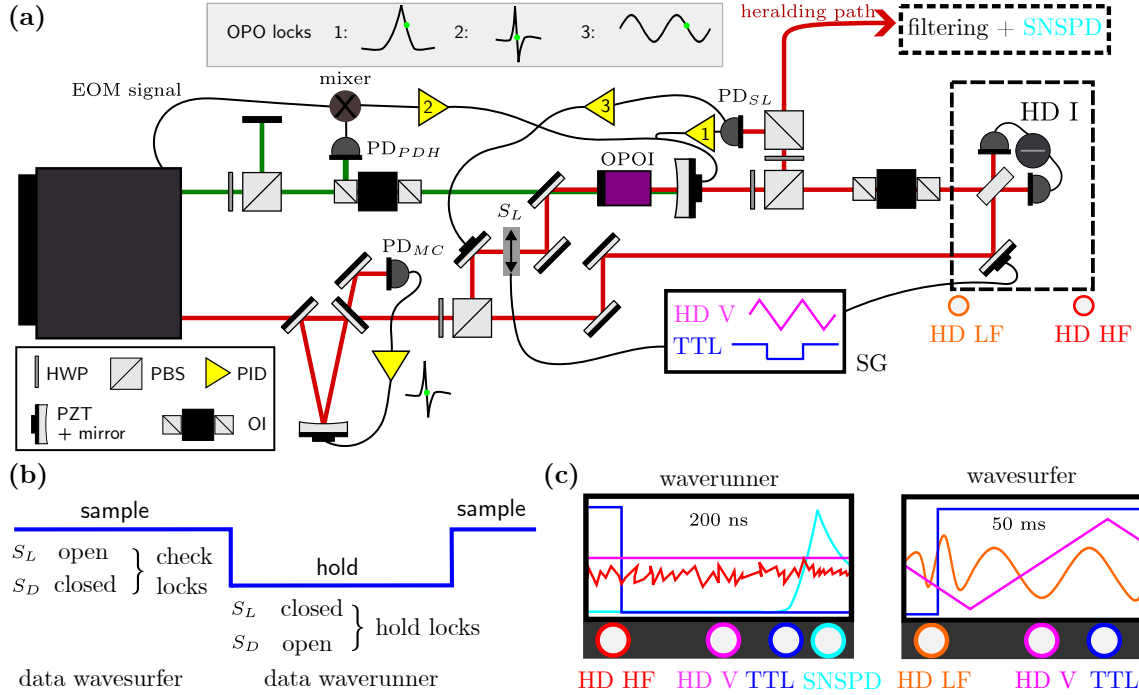 (a)
OPO locks 1: 2: 3:
heralding path
filtering + SNSPD
EOM signal
mixer
2
3
1
PD_SL
HD I
PD_PDH
OPOI
S_L
PD_MC
HD V
TTL
SG
HD LF
HD HF
HWP
PBS
PID
PZT
+ mirror
OI
(b)
sample
sample
S_L open
S_D closed
check
locks
hold
S_L closed
S_D open
hold locks
data wavesurfer
data waverunner
(c)
waverunner
wavesurfer
200 ns
50 ms
HD HF
HD V
TTL
SNSPD
HD LF
HD V
TTL